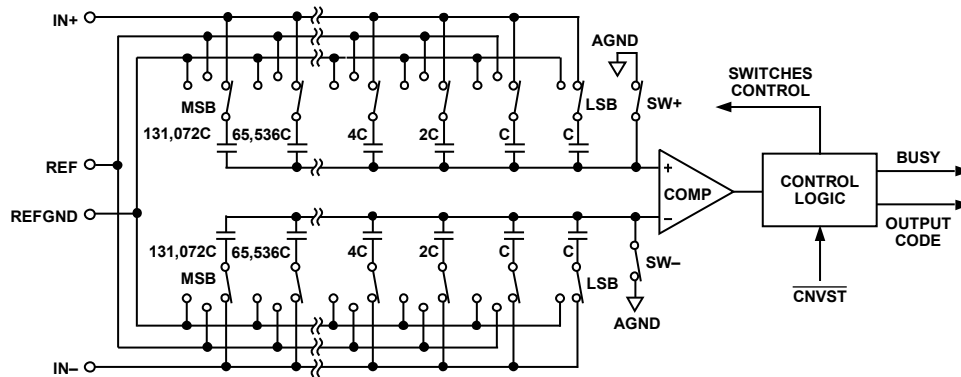 IN+
AGND
SWITCHES
CONTROL
MSB
LSB
SW+
131,072C
65,536C
4C
2C
C
C
REF
BUSY
+
COMP
−
CONTROL
LOGIC
REFGND
OUTPUT
CODE
131,072C
65,536C
4C
2C
C
C
MSB
LSB
SW−
CNVST
AGND
IN−